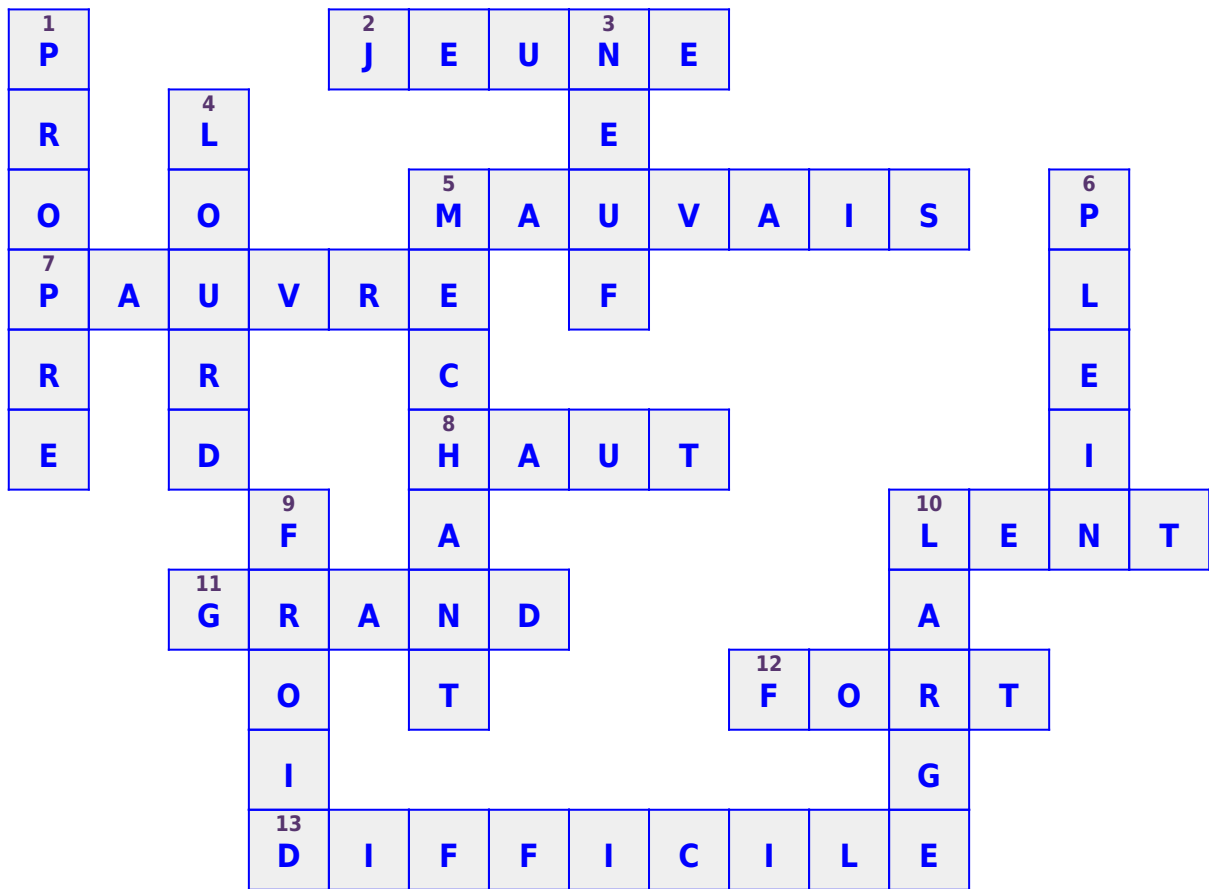 1 2 3
P J E U N E
4
R L E
5 6
O O M A U V A I S P
7
P A U V R E F L
R R C E
8
E D H A U T I
9 10
F A L E N T
11
G R A N D A
12
O T F O R T
I G
13
D I F F I C I L E